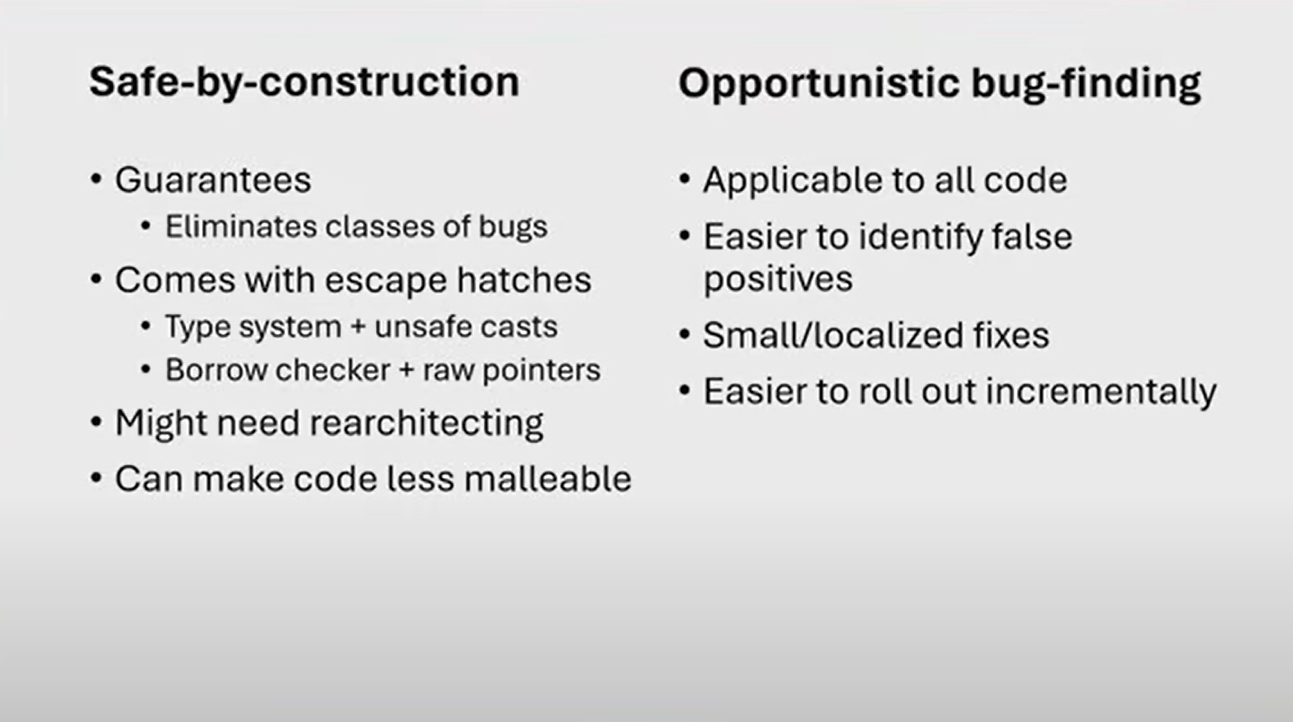 Safe-by-construction
• Guarantees
• Eliminates classes of bugs
• Comes with escape hatches
• Type system + unsafe casts
• Borrow checker + raw pointers
• Might need rearchitecting
• Can make code less malleable
Opportunistic bug-finding
• Applicable to all code
• Easier to identify false
positives
• Small/localized fixes
• Easier to roll out incrementally